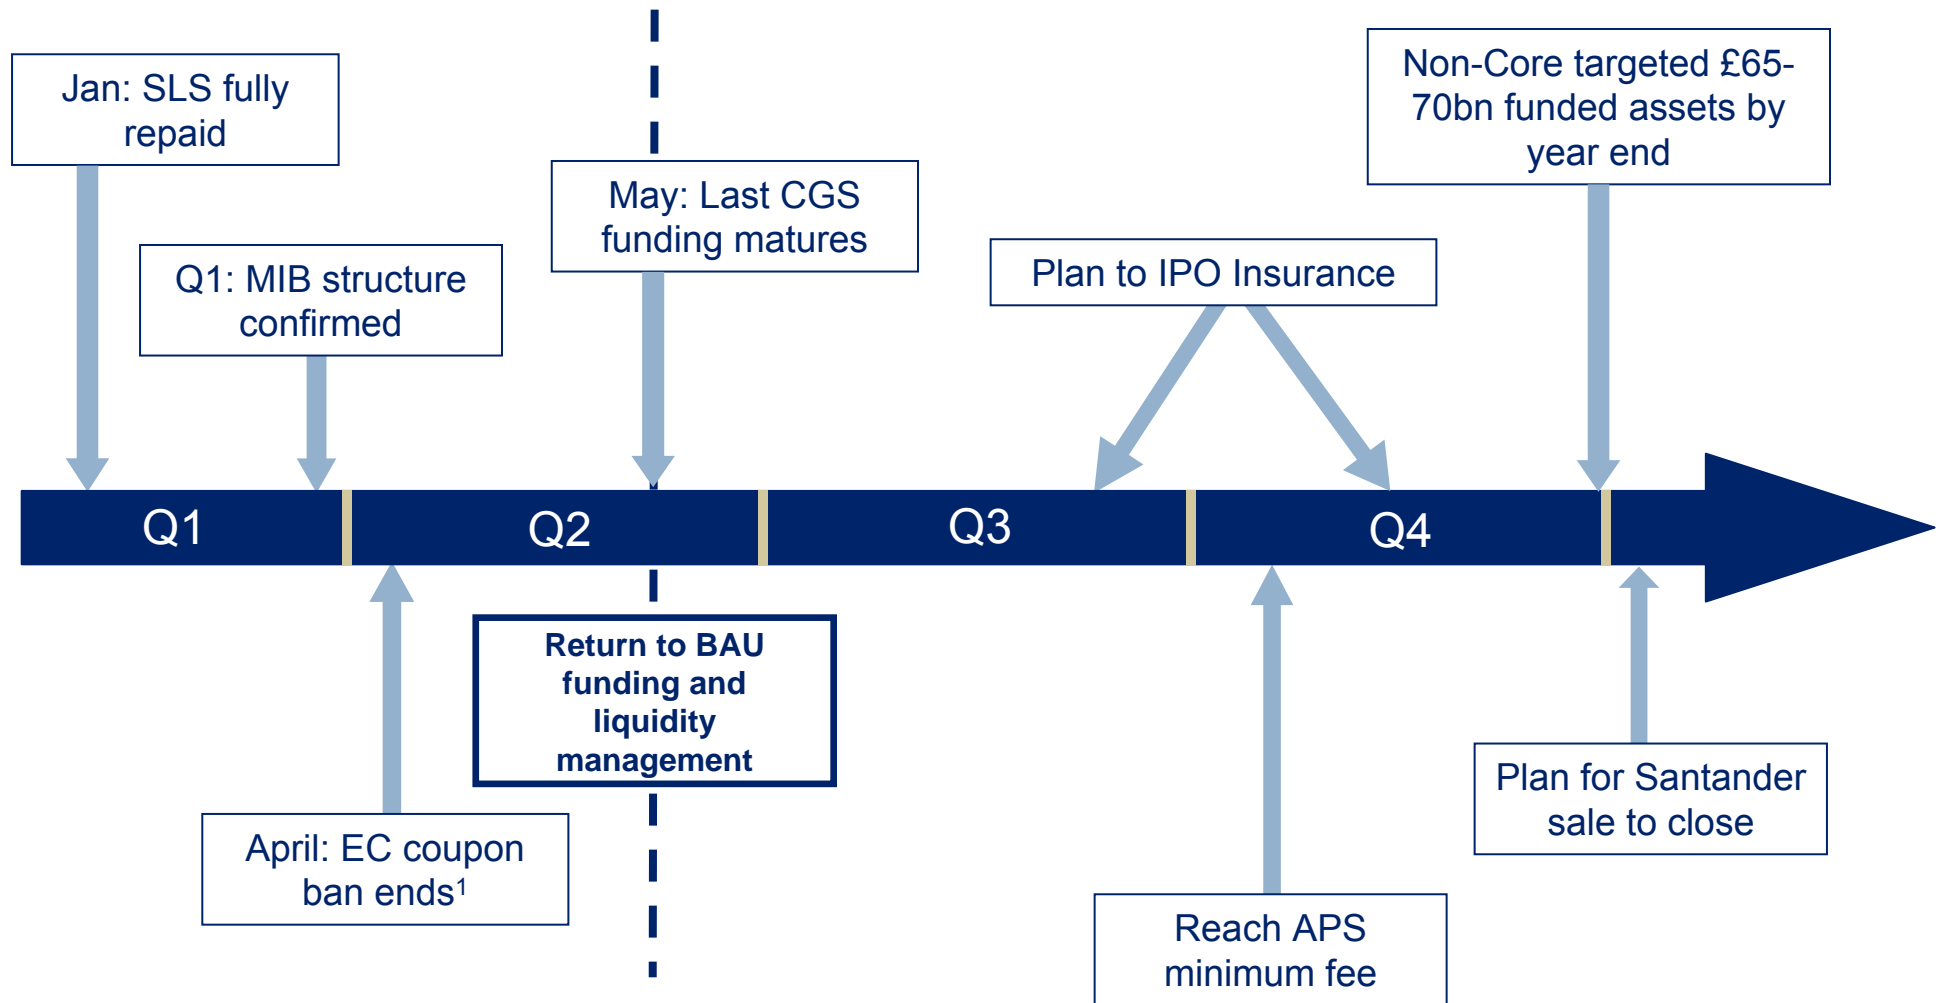 Jan: SLS fully
repaid
Q1: MIB structure
confirmed
May: Last CGS
funding matures
Plan to IPO Insurance
Non-Core targeted £65-
70bn funded assets by
year end
Q1
Q2
Q3
Q4
April: EC coupon
ban ends¹
Return to BAU
funding and
liquidity
management
Reach APS
minimum fee
Plan for Santander
sale to close